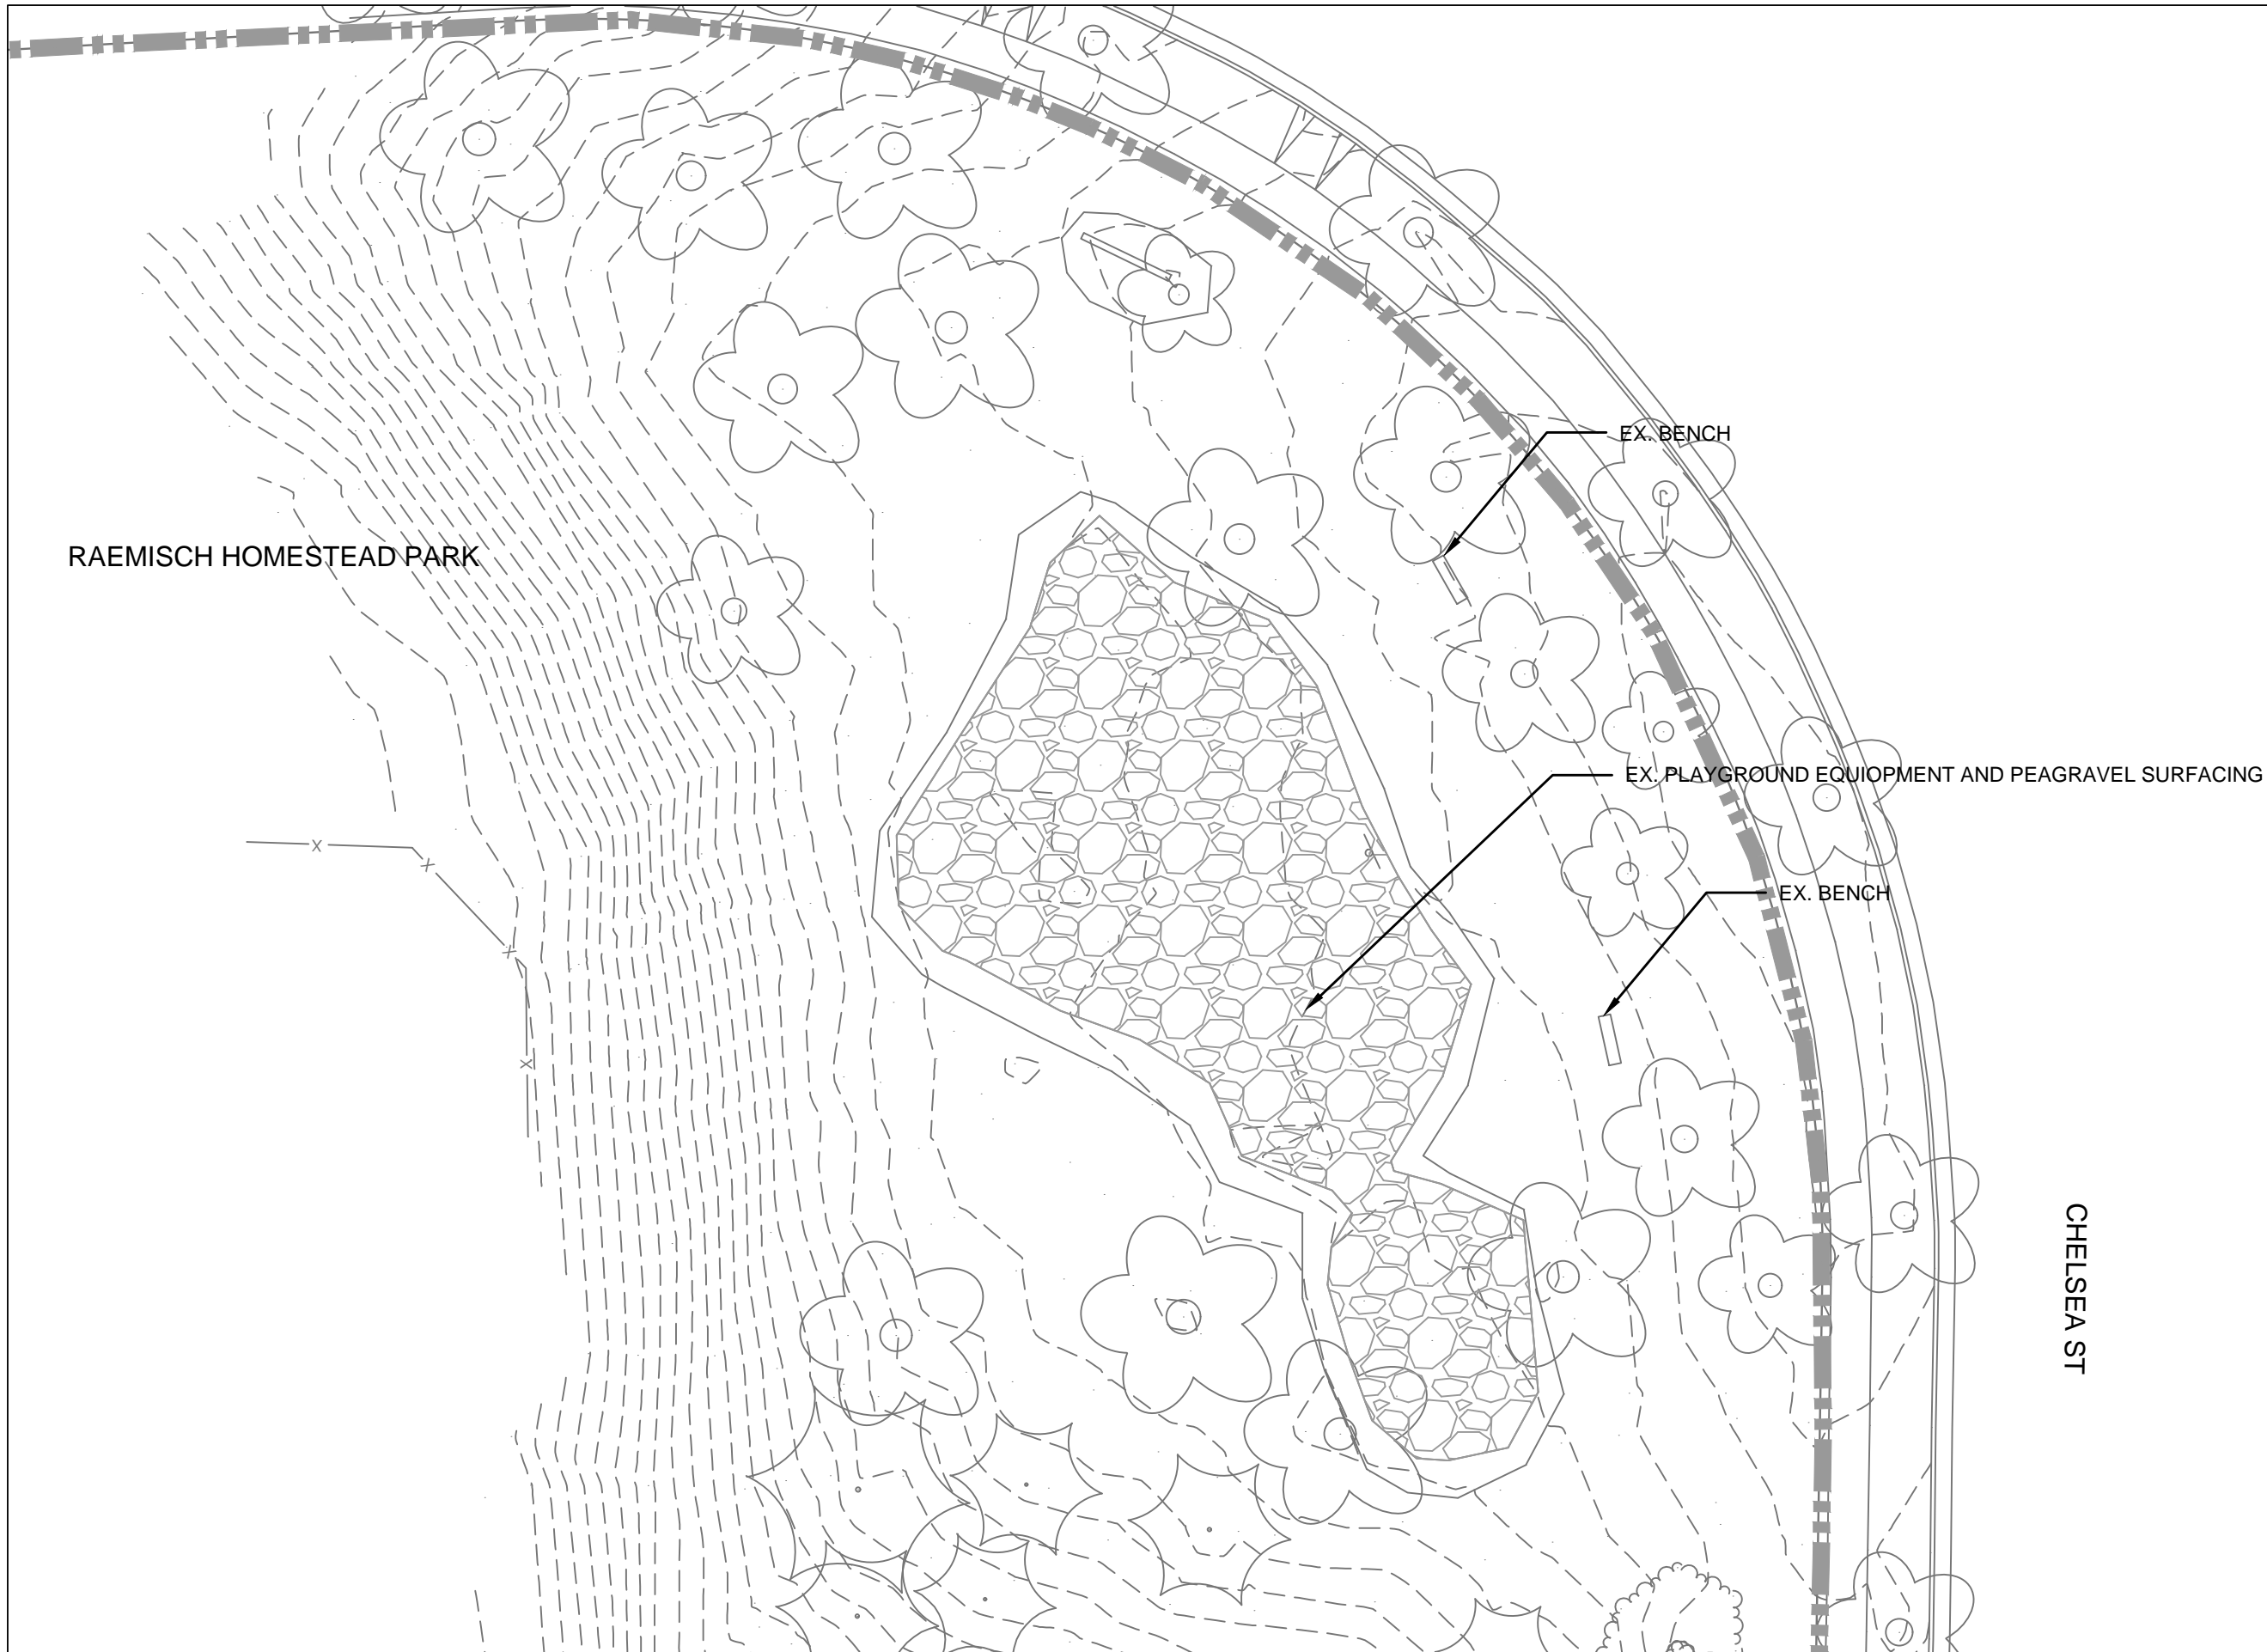 EX. BENCH
RAEMISCH HOMESTEAD PARK
EX. PLAYGROUND EQUIOPMENT AND PEAGRAVEL SURFACING
X
X
EX. BENCH
X
X
CHELSEA ST